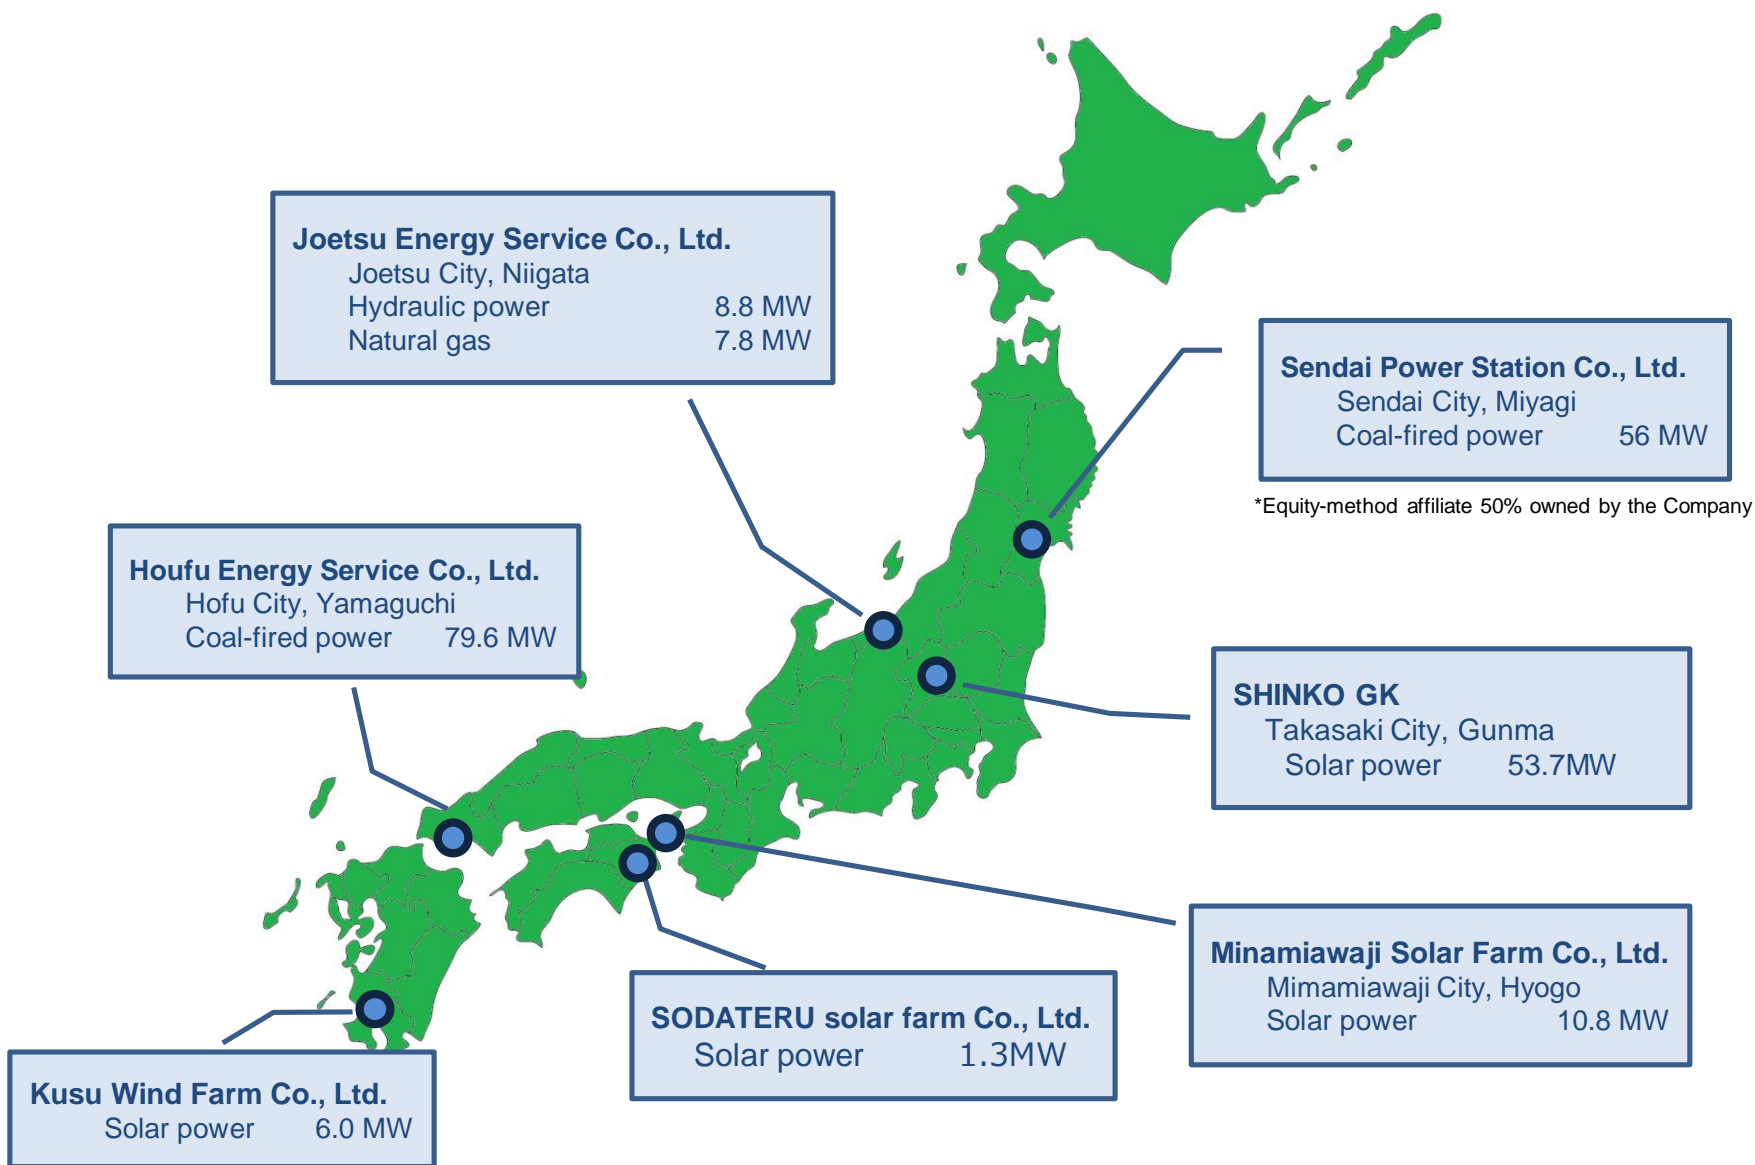 Joetsu Energy Service Co., Ltd.
Joetsu City, Niigata
Hydraulic power 8.8 MW
Natural gas 7.8 MW
Sendai Power Station Co., Ltd.
Sendai City, Miyagi
Coal-fired power 56 MW
*Equity-method affiliate 50% owned by the Company
Houfu Energy Service Co., Ltd.
Hofu City, Yamaguchi
Coal-fired power 79.6 MW
SHINKO GK
Takasaki City, Gunma
Solar power 53.7MW
Minamiawaji Solar Farm Co., Ltd.
Mimamiawaji City, Hyogo
Solar power 10.8 MW
SODATERU solar farm Co., Ltd.
Solar power 1.3MW
Kusu Wind Farm Co., Ltd.
Solar power 6.0 MW